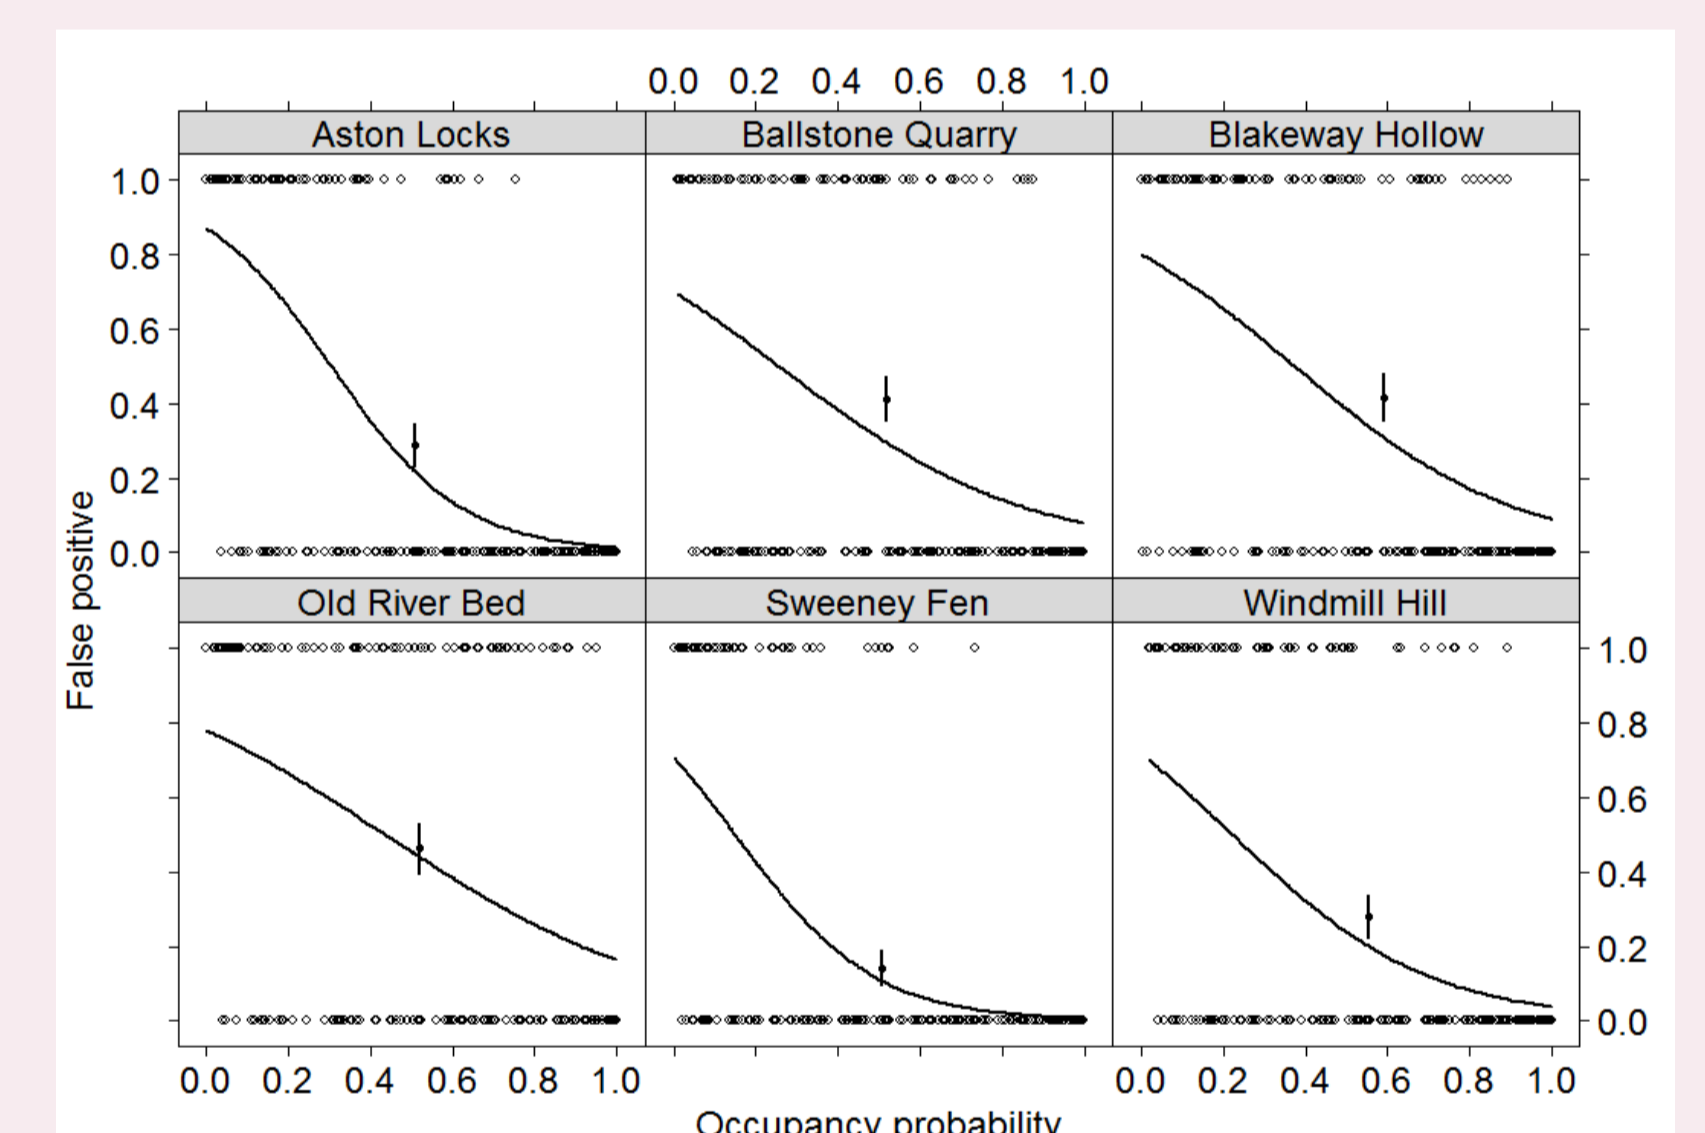 0.0 0.2 0.4 0.6 0.8 1.0
Aston Locks
Ballstone Quarry
Blakeway Hollow
1.0
0.8
0.6
0.4
0.2
0.0
False positive
Old River Bed
Sweeney Fen
Windmill Hill
1.0
0.8
0.6
0.4
0.2
0.0
0.0 0.2 0.4 0.6 0.8 1.0
0.0 0.2 0.4 0.6 0.8 1.0
Occupancy probability